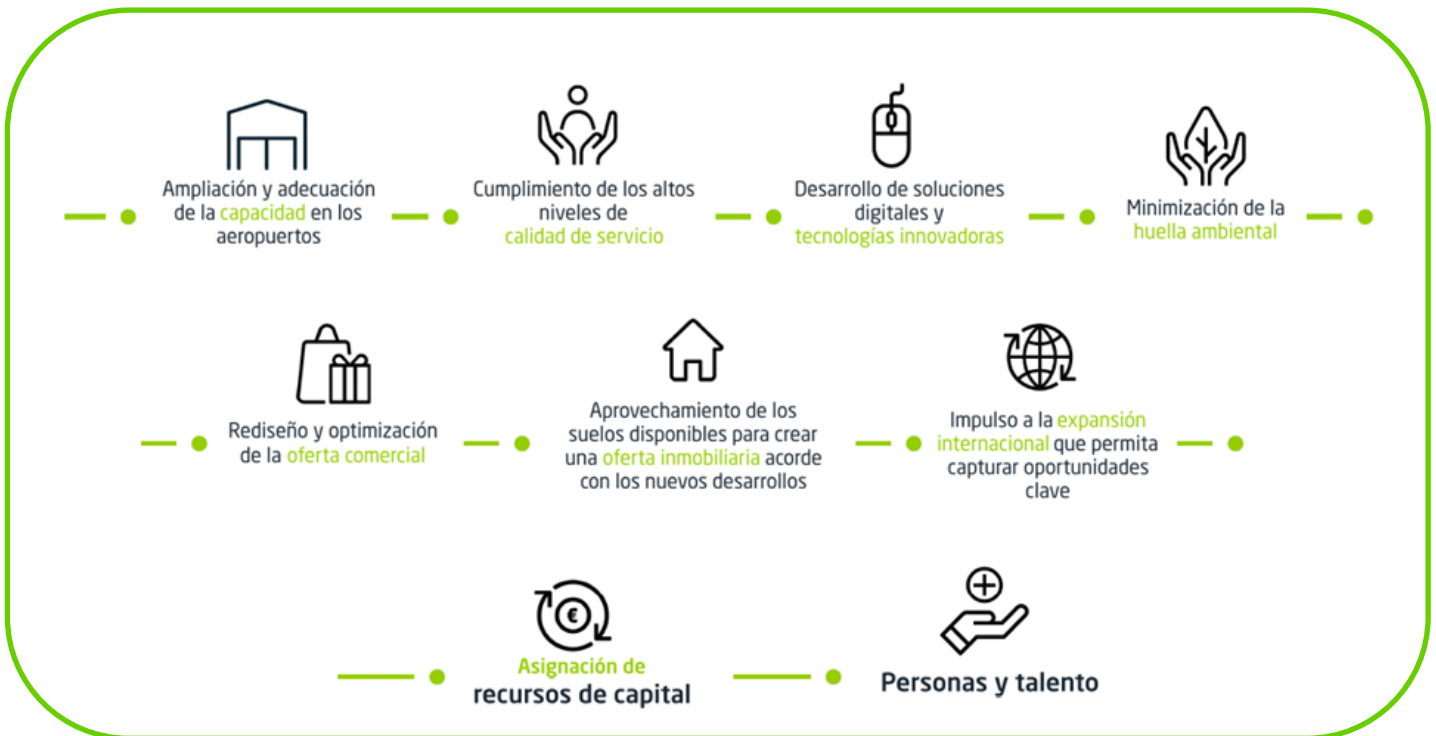 Ampliación y adecuación
de la capacidad en los
aeropuertos
Cumplimiento de los altos
niveles de
calidad de servicio
Desarrollo de soluciones
digitales y
tecnologías innovadoras
Minimización de la
huella ambiental
Rediseño y optimización
de la oferta comercial
Aprovechamiento de los
suelos disponibles para crear
una oferta inmobiliaria acorde
con los nuevos desarrollos
Impulso a la expansión
internacional que permita
capturar oportunidades
clave
€
Asignación de
recursos de capital
Personas y talento